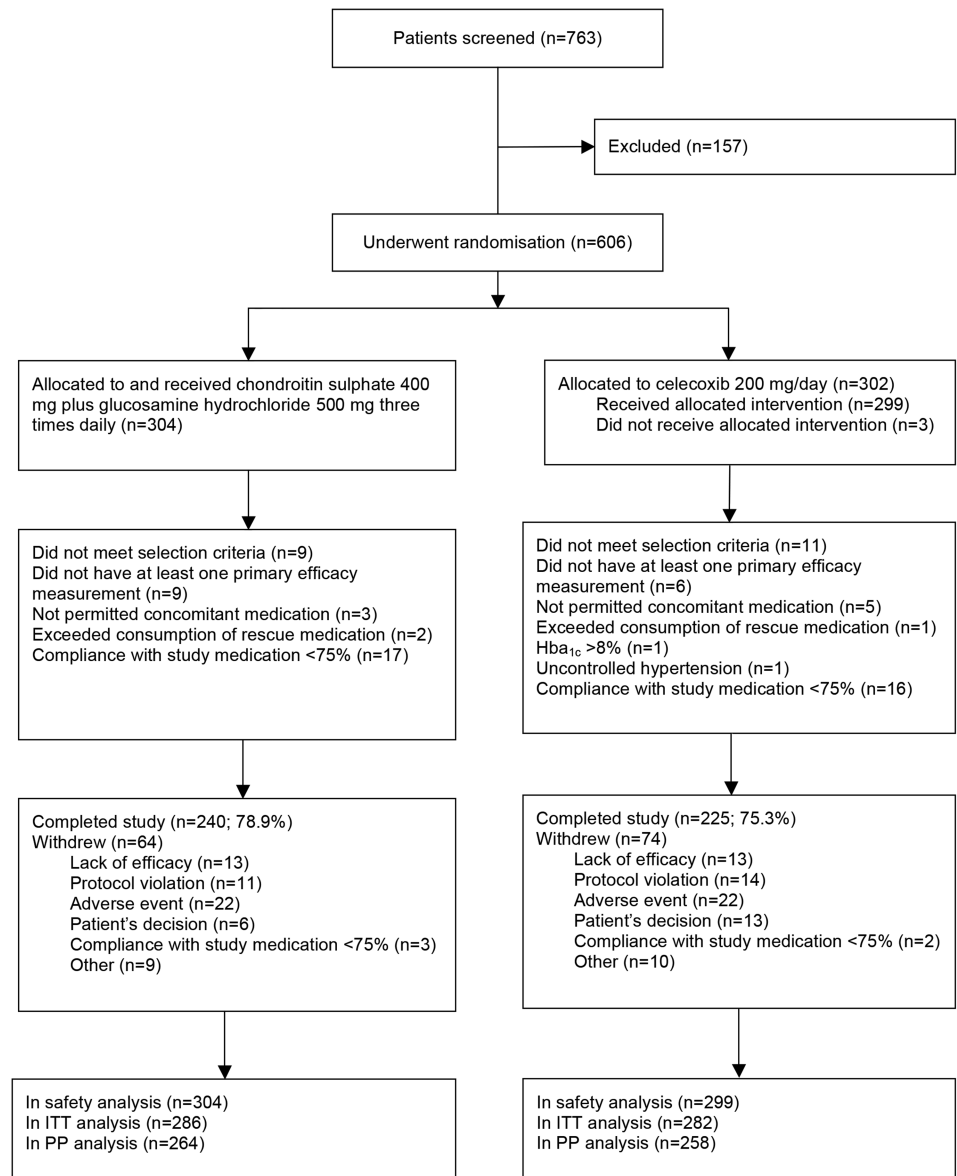 Patients screened (n=763)
Excluded (n=157)
Underwent randomisation (n=606)
Allocated to and received chondroitin sulphate 400
mg plus glucosamine hydrochloride 500 mg three
times daily (n=304)
Allocated to celecoxib 200 mg/day (n=302)
Received allocated intervention (n=299)
Did not receive allocated intervention (n=3)
Did not meet selection criteria (n=9)
Did not have at least one primary efficacy
measurement (n=9)
Not permitted concomitant medication (n=3)
Exceeded consumption of rescue medication (n=2)
Compliance with study medication <75% (n=17)
Did not meet selection criteria (n=11)
Did not have at least one primary efficacy
measurement (n=6)
Not permitted concomitant medication (n=5)
Exceeded consumption of rescue medication (n=1)
Hba1c >8% (n=1)
Uncontrolled hypertension (n=1)
Compliance with study medication <75% (n=16)
Completed study (n=240; 78.9%)
Withdrew (n=64)
Lack of efficacy (n=13)
Protocol violation (n=11)
Adverse event (n=22)
Patient's decision (n=6)
Compliance with study medication <75% (n=3)
Other (n=9)
Completed study (n=225; 75.3%)
Withdrew (n=74)
Lack of efficacy (n=13)
Protocol violation (n=14)
Adverse event (n=22)
Patient's decision (n=13)
Compliance with study medication <75% (n=2)
Other (n=10)
In safety analysis (n=304)
In ITT analysis (n=286)
In PP analysis (n=264)
In safety analysis (n=299)
In ITT analysis (n=282)
In PP analysis (n=258)